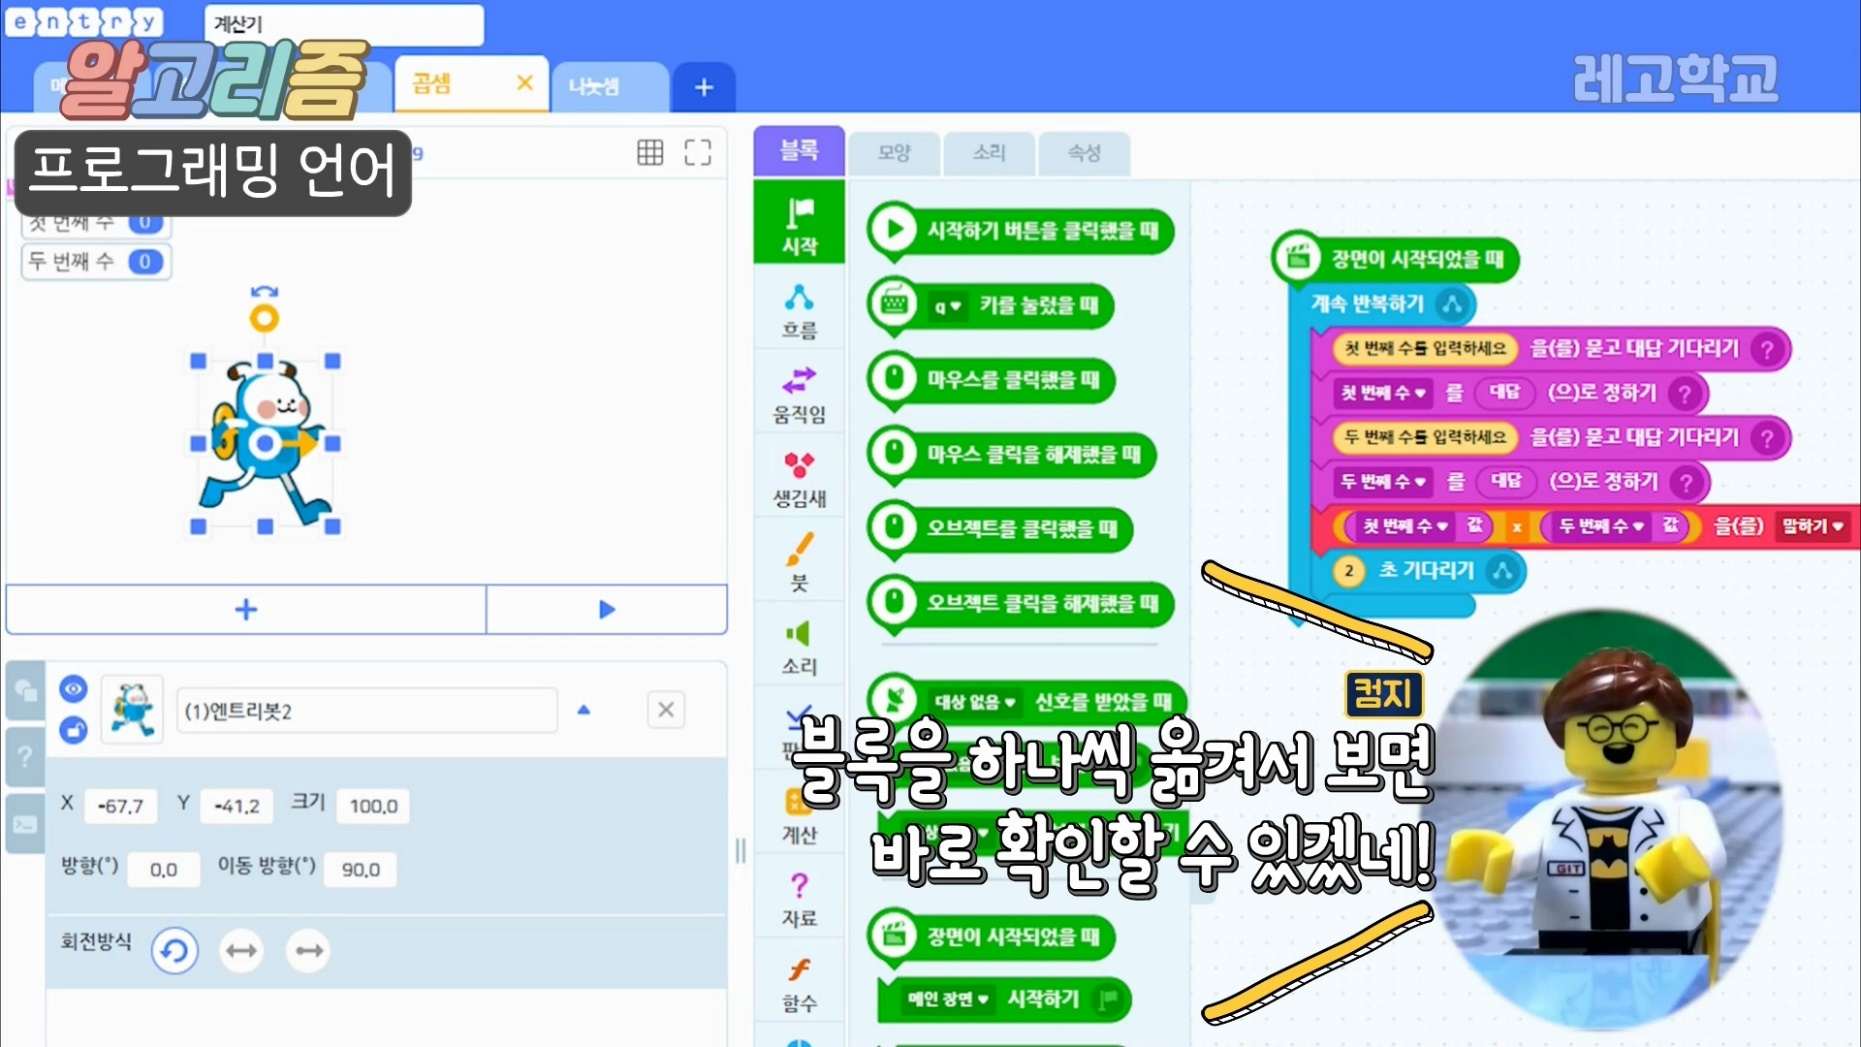 entry
계산기
알고리즘
곱셈
나눗셈
레고학교
프로그래밍 언어
첫 번째 수 0
두 번째 수 0
블록
모양
소리
속성
시작
흐름
움직임
생김새
붓
소리
계산
자료
함수
시작하기 버튼을 클릭했을 때
q 키를 눌렀을 때
마우스를 클릭했을 때
마우스 클릭을 해제했을 때
오브젝트를 클릭했을 때
오브젝트 클릭을 해제했을 때
대상 없음 신호를 받았을 때
장면이 시작되었을 때
메인 장면 시작하기
장면이 시작되었을 때
계속 반복하기
첫 번째 수를 입력하세요 을(를) 묻고 대답 기다리기 ?
첫 번째 수 를 대답 (으)로 정하기 ?
두 번째 수를 입력하세요 을(를) 묻고 대답 기다리기 ?
두 번째 수 를 대답 (으)로 정하기 ?
첫 번째 수 값 x 두 번째 수 값 을(를) 말하기
2 초 기다리기
(1)엔트리봇2
X -67.7 Y -41.2 크기 100.0
방향(°) 0.0 이동 방향(°) 90.0
회전방식
컴지
블록을 하나씩 옮겨서 보면
바로 확인할 수 있겠네!
GIT